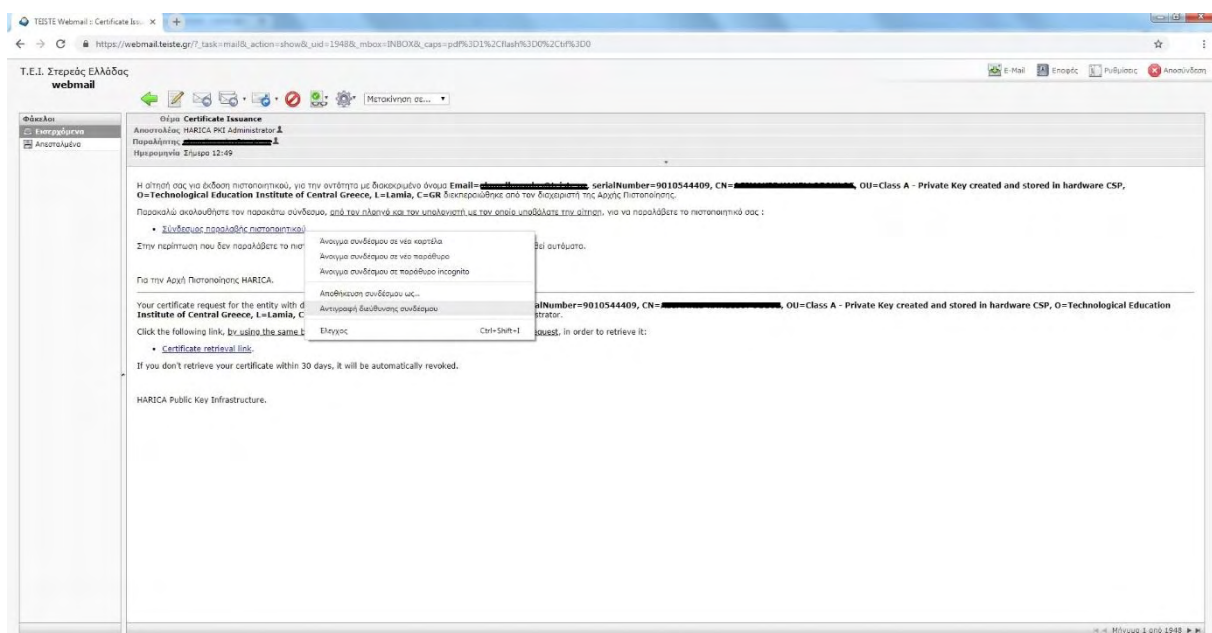 TEISTE Webmail :: Certificate Iss... × +
https://webmail.teiste.gr/?_task=mail&_action=show&_uid=1948&_mbox=INBOX&_caps=pdf%3D1%2Cflash%3D0%2Ctif%3D0
Τ.Ε.Ι. Στερεάς Ελλάδας
webmail
E-Mail Επαφές Ρυθμίσεις Αποσύνδεση
Μετακίνηση σε...
Φάκελοι
Εισερχόμενα
Απεσταλμένα
Θέμα Certificate Issuance
Αποστολέας HARICA PKI Administrator
Παραλήπτης
Ημερομηνία Σήμερα 12:49
Η αίτησή σας για έκδοση πιστοποιητικού, για την οντότητα με διακεκριμένο όνομα Email= , serialNumber=9010544409, CN= , OU=Class A - Private Key created and stored in hardware CSP,
O=Technological Education Institute of Central Greece, L=Lamia, C=GR διεκπεραιώθηκε από τον διαχειριστή της Αρχής Πιστοποίησης.
Παρακαλώ ακολουθήστε τον παρακάτω σύνδεσμο, από τον πλοηγό και τον υπολογιστή με τον οποίο υποβάλατε την αίτηση, για να παραλάβετε το πιστοποιητικό σας :
• Σύνδεσμος παραλαβής πιστοποιητικού
Άνοιγμα συνδέσμου σε νέα καρτέλα
Στην περίπτωση που δεν παραλάβετε το πισ θεί αυτόματα.
Άνοιγμα συνδέσμου σε νέο παράθυρο
Άνοιγμα συνδέσμου σε παράθυρο incognito
Για την Αρχή Πιστοποίησης HARICA.
Αποθήκευση συνδέσμου ως...
Your certificate request for the entity with d alNumber=9010544409, CN= , OU=Class A - Private Key created and stored in hardware CSP, O=Technological Education
Αντιγραφή διεύθυνσης συνδέσμου
Institute of Central Greece, L=Lamia, C strator.
Click the following link, by using the same b quest, in order to retrieve it:
Έλεγχος Ctrl+Shift+I
• Certificate retrieval link.
If you don't retrieve your certificate within 30 days, it will be automatically revoked.
HARICA Public Key Infrastructure.
Μήνυμα 1 από 1948